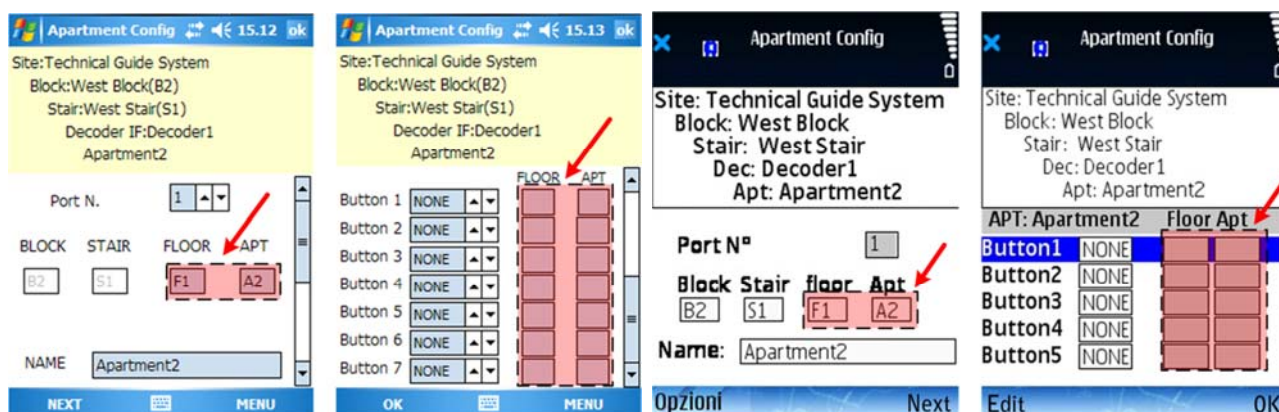 Apartment Config 15.12 ok
Site:Technical Guide System
Block:West Block(B2)
Stair:West Stair(S1)
Decoder IF:Decoder1
Apartment2
Port N. 1
BLOCK STAIR FLOOR APT
B2 S1 F1 A2
NAME Apartment2
NEXT MENU
Apartment Config 15.13 ok
Site:Technical Guide System
Block:West Block(B2)
Stair:West Stair(S1)
Decoder IF:Decoder1
Apartment2
FLOOR APT
Button 1 NONE
Button 2 NONE
Button 3 NONE
Button 4 NONE
Button 5 NONE
Button 6 NONE
Button 7 NONE
OK MENU
Apartment Config
Site: Technical Guide System
Block: West Block
Stair: West Stair
Dec: Decoder1
Apt: Apartment2
Port Nº 1
Block Stair floor Apt
B2 S1 F1 A2
Name: Apartment2
Opzioni Next
Apartment Config
Site: Technical Guide System
Block: West Block
Stair: West Stair
Dec: Decoder1
Apt: Apartment2
APT: Apartment2 Floor Apt
Button1 NONE
Button2 NONE
Button3 NONE
Button4 NONE
Button5 NONE
Edit OK